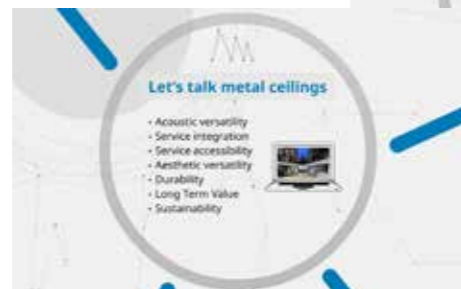 Let's talk metal ceilings
- Acoustic versatility
- Service integration
- Service accessibility
- Aesthetic versatility
- Durability
- Long Term Value
- Sustainability